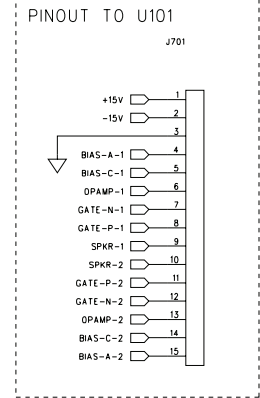 PINOUT TO U101
J701
+15V 1
-15V 2
3
BIAS-A-1 4
BIAS-C-1 5
OPAMP-1 6
GATE-N-1 7
GATE-P-1 8
SPKR-1 9
SPKR-2 10
GATE-P-2 11
GATE-N-2 12
OPAMP-2 13
BIAS-C-2 14
BIAS-A-2 15